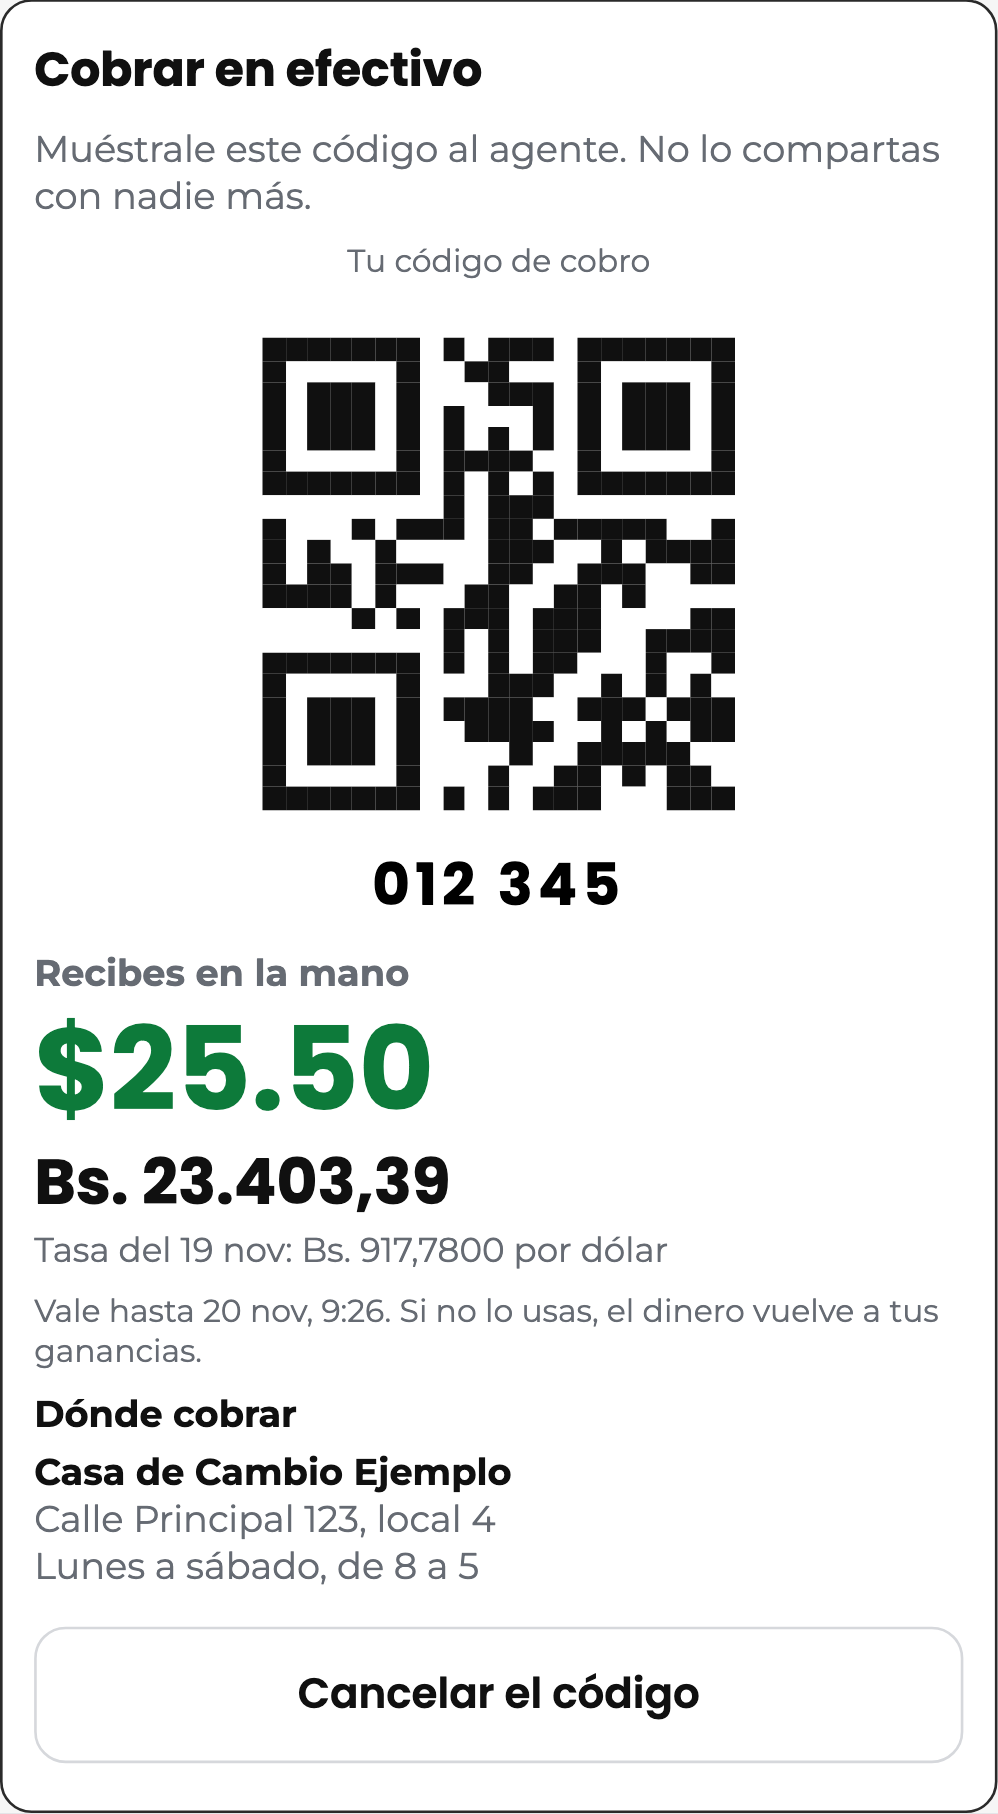 Cobrar en efectivo
Muéstrale este código al agente. No lo compartas
con nadie más.
Tu código de cobro
012 345
Recibes en la mano
$25.50
Bs. 23.403,39
Tasa del 19 nov: Bs. 917,7800 por dólar
Vale hasta 20 nov, 9:26. Si no lo usas, el dinero vuelve a tus
ganancias.
Dónde cobrar
Casa de Cambio Ejemplo
Calle Principal 123, local 4
Lunes a sábado, de 8 a 5
Cancelar el código